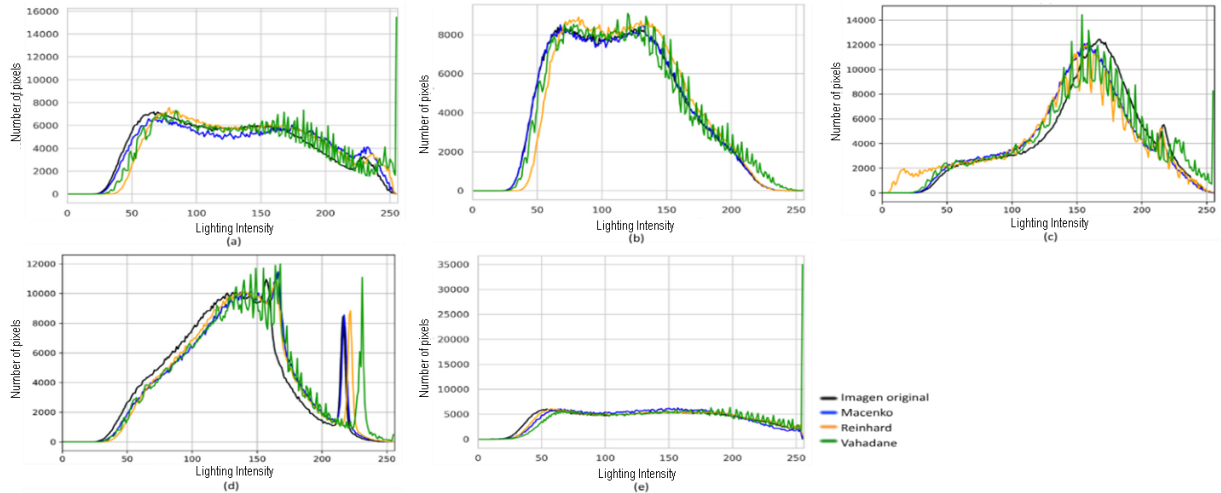 16000
14000
12000
10000
8000
6000
4000
2000
0
Number of pixels
0 50 100 150 200 250
Lighting Intensity
(a)
8000
6000
4000
2000
0
Number of pixels
0 50 100 150 200 250
Lighting Intensity
(b)
14000
12000
10000
8000
6000
4000
2000
0
Number of pixels
0 50 100 150 200 250
Lighting Intensity
(c)
12000
10000
8000
6000
4000
2000
0
Number of pixels
0 50 100 150 200 250
Lighting Intensity
(d)
35000
30000
25000
20000
15000
10000
5000
0
Number of pixels
0 50 100 150 200 250
Lighting Intensity
(e)
Imagen original
Macenko
Reinhard
Vahadane